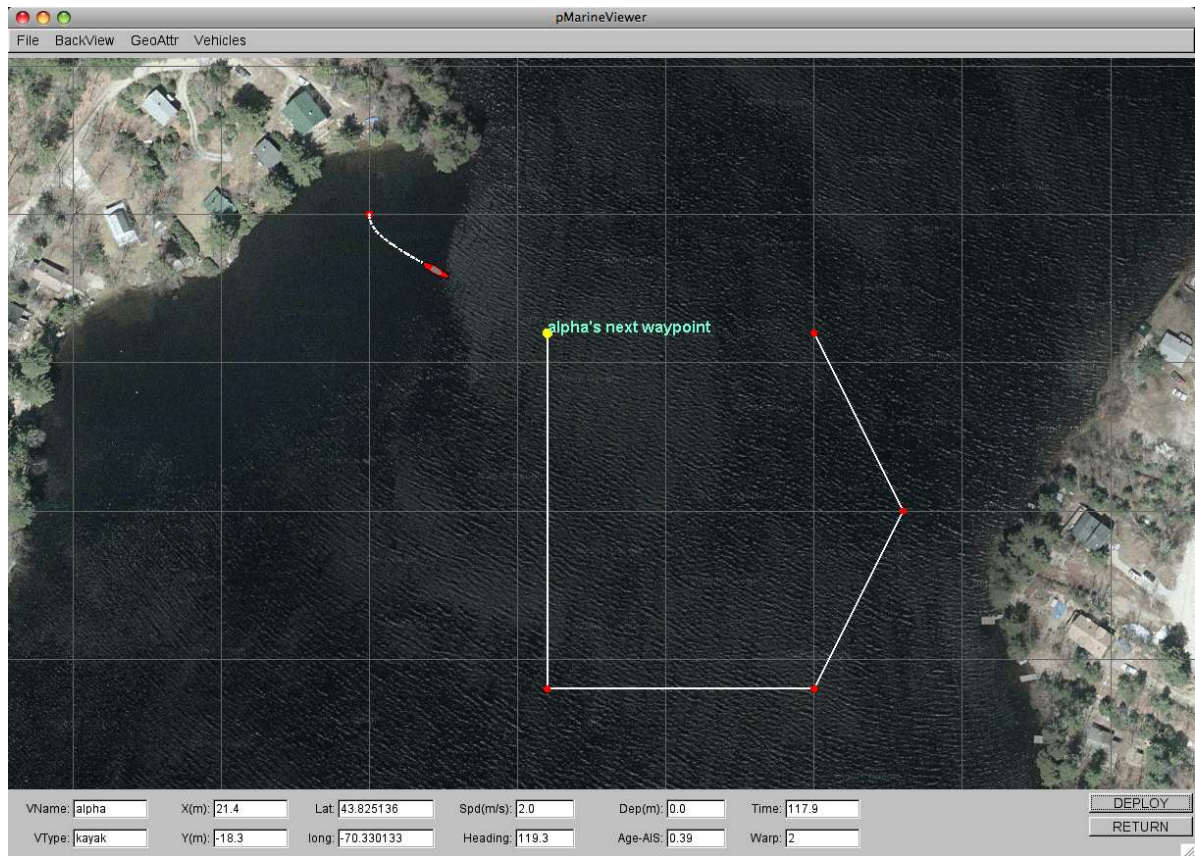 pMarineViewer
File BackView GeoAttr Vehicles
alpha's next waypoint
VName: alpha X(m): 21.4 Lat: 43.825136 Spd(m/s): 2.0 Dep(m): 0.0 Time: 117.9 DEPLOY
VType: kayak Y(m): -18.3 long: -70.330133 Heading: 119.3 Age-AIS: 0.39 Warp: 2 RETURN